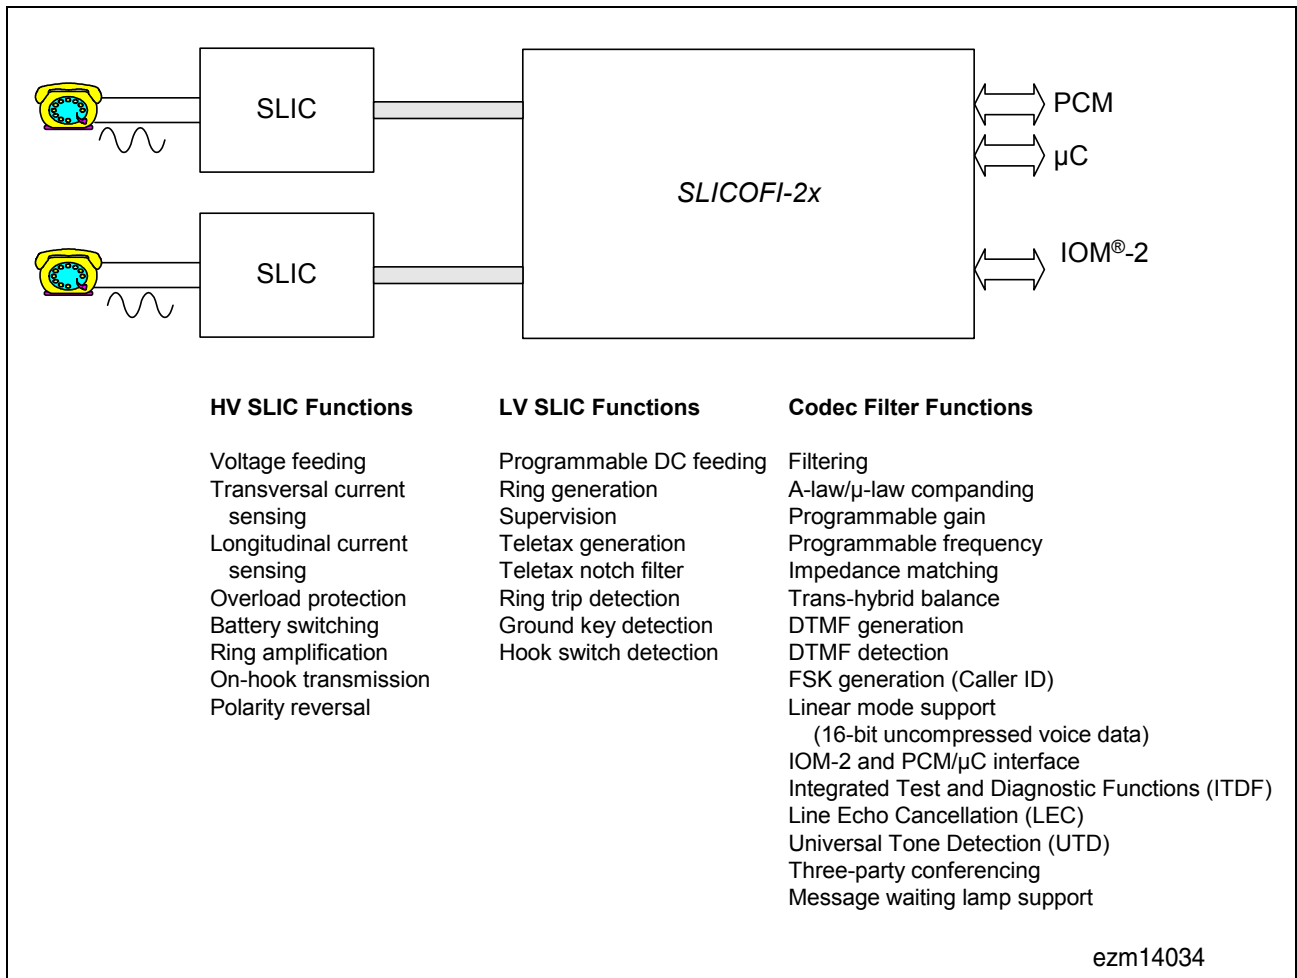 SLIC
PCM
µC
SLICOFI-2x
SLIC
IOM®-2
HV SLIC Functions
Voltage feeding
Transversal current
sensing
Longitudinal current
sensing
Overload protection
Battery switching
Ring amplification
On-hook transmission
Polarity reversal
LV SLIC Functions
Programmable DC feeding
Ring generation
Supervision
Teletax generation
Teletax notch filter
Ring trip detection
Ground key detection
Hook switch detection
Codec Filter Functions
Filtering
A-law/µ-law companding
Programmable gain
Programmable frequency
Impedance matching
Trans-hybrid balance
DTMF generation
DTMF detection
FSK generation (Caller ID)
Linear mode support
(16-bit uncompressed voice data)
IOM-2 and PCM/µC interface
Integrated Test and Diagnostic Functions (ITDF)
Line Echo Cancellation (LEC)
Universal Tone Detection (UTD)
Three-party conferencing
Message waiting lamp support
ezm14034